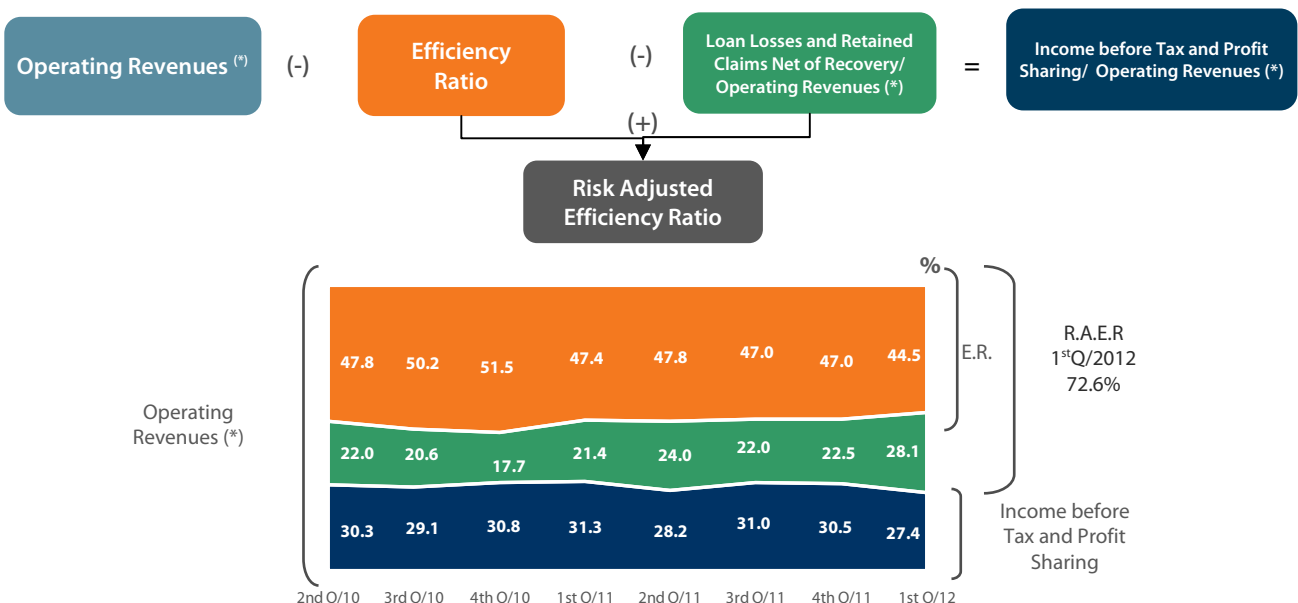 Operating Revenues (*)
(-)
Efficiency
Ratio
(-)
Loan Losses and Retained
Claims Net of Recovery/
Operating Revenues (*)
=
Income before Tax and Profit
Sharing/ Operating Revenues (*)
(+)
Risk Adjusted
Efficiency Ratio
%
47.8 50.2 51.5 47.4 47.8 47.0 47.0 44.5
E.R.
R.A.E.R
1stQ/2012
72.6%
Operating
Revenues (*)
22.0 20.6 17.7 21.4 24.0 22.0 22.5 28.1
30.3 29.1 30.8 31.3 28.2 31.0 30.5 27.4
Income before
Tax and Profit
Sharing
2nd Q/10 3rd Q/10 4th Q/10 1st Q/11 2nd Q/11 3rd Q/11 4th Q/11 1st Q/12